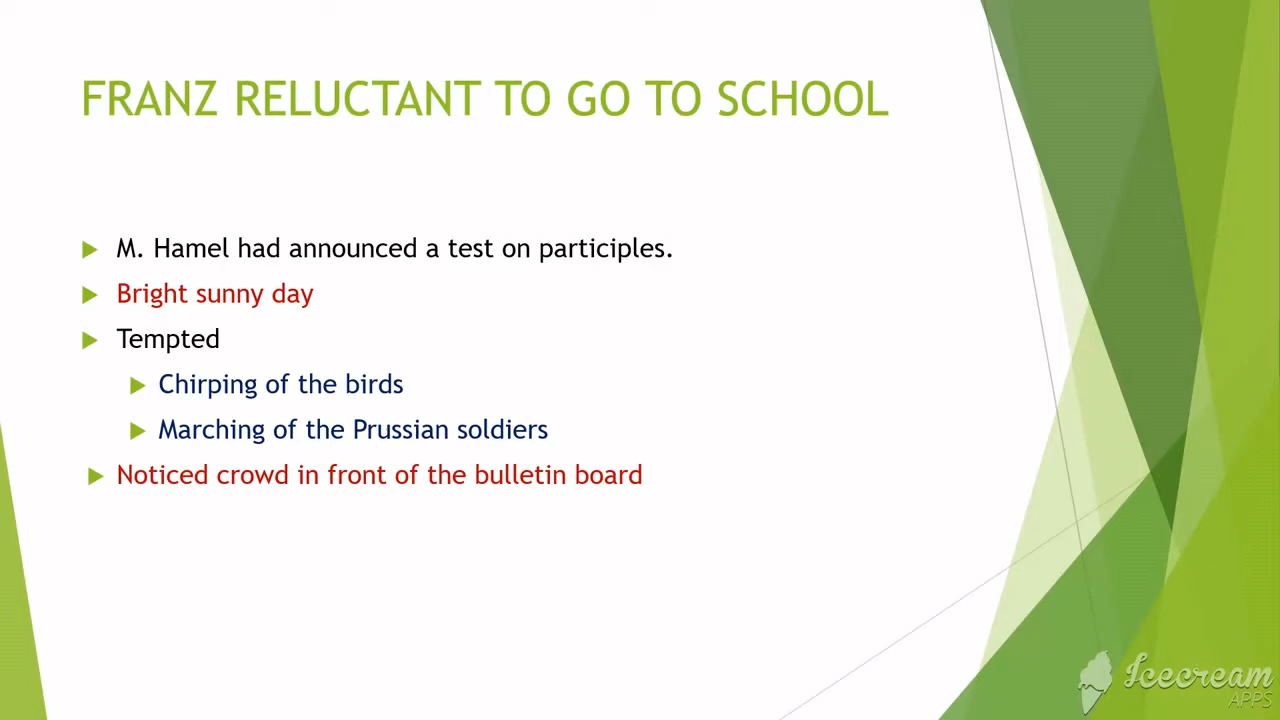 FRANZ RELUCTANT TO GO TO SCHOOL
M. Hamel had announced a test on participles.
Bright sunny day
Tempted
Chirping of the birds
Marching of the Prussian soldiers
Noticed crowd in front of the bulletin board
Icecream
APPS